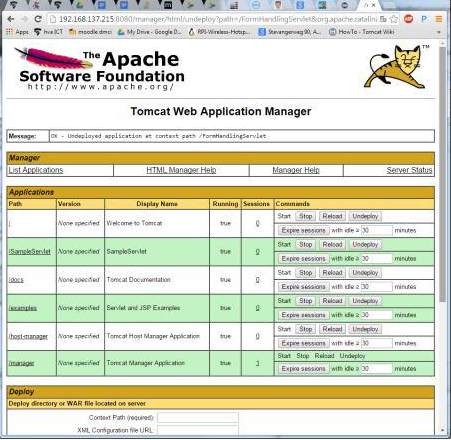 192.168.137.215:8080/manager/html/undeploy?path=/FormHandlingServlet&org.apache.catalin
Apps hva ICT moodle dmci My Drive - Google D... RPi-Wireless-Hotsp... Stavangerveg 90, A... HowTo - Tomcat Wiki
The Apache
Software Foundation
http://www.apache.org/
TM
Tomcat Web Application Manager
Message: OK - Undeployed application at context path /FormHandlingServlet
Manager
List Applications HTML Manager Help Manager Help Server Status
Applications
Path Version Display Name Running Sessions Commands
/ None specified Welcome to Tomcat true 0 Start Stop Reload Undeploy
Expire sessions with idle ≥ 30 minutes
/SampleServlet None specified SampleServlet true 0 Start Stop Reload Undeploy
Expire sessions with idle ≥ 30 minutes
/docs None specified Tomcat Documentation true 0 Start Stop Reload Undeploy
Expire sessions with idle ≥ 30 minutes
/examples None specified Servlet and JSP Examples true 0 Start Stop Reload Undeploy
Expire sessions with idle ≥ 30 minutes
/host-manager None specified Tomcat Host Manager Application true 0 Start Stop Reload Undeploy
Expire sessions with idle ≥ 30 minutes
/manager None specified Tomcat Manager Application true 1 Start Stop Reload Undeploy
Expire sessions with idle ≥ 30 minutes
Deploy
Deploy directory or WAR file located on server
Context Path (required):
XML Configuration file URL: